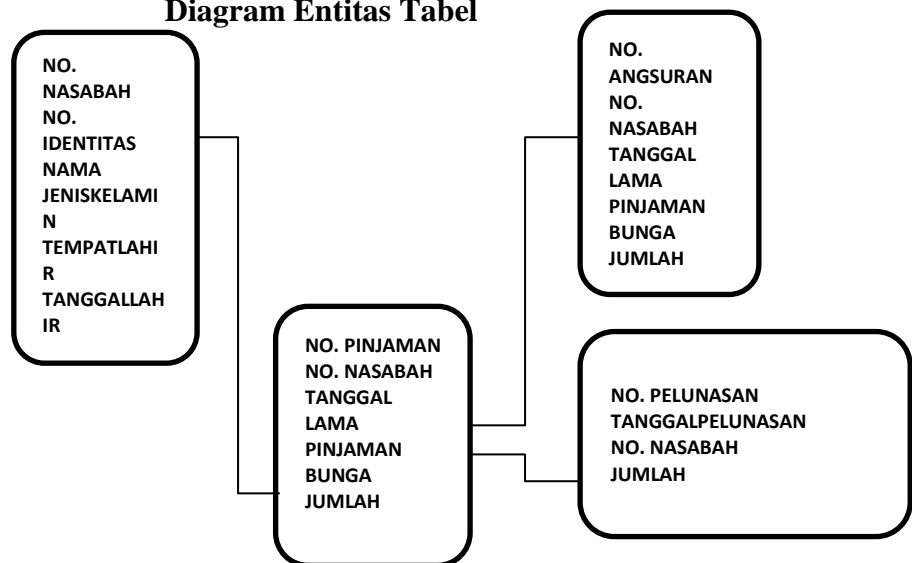 Diagram Entitas Tabel
NO.
NASABAH
NO.
IDENTITAS
NAMA
JENISKELAMI
N
TEMPATLAHI
R
TANGGALLAH
IR
NO. PINJAMAN
NO. NASABAH
TANGGAL
LAMA
PINJAMAN
BUNGA
JUMLAH
NO.
ANGSURAN
NO.
NASABAH
TANGGAL
LAMA
PINJAMAN
BUNGA
JUMLAH
NO. PELUNASAN
TANGGALPELUNASAN
NO. NASABAH
JUMLAH